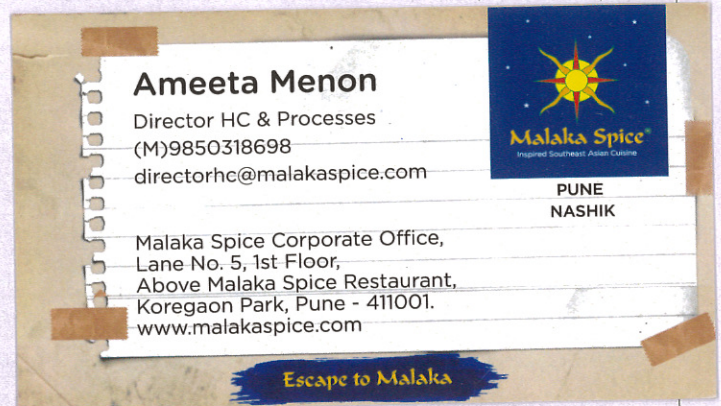 Ameeta Menon
Director HC & Processes
(M)9850318698
directorhc@malakaspice.com
Malaka Spice®
Inspired Southeast Asian Cuisine
PUNE
NASHIK
Malaka Spice Corporate Office,
Lane No. 5, 1st Floor,
Above Malaka Spice Restaurant,
Koregaon Park, Pune - 411001.
www.malakaspice.com
Escape to Malaka